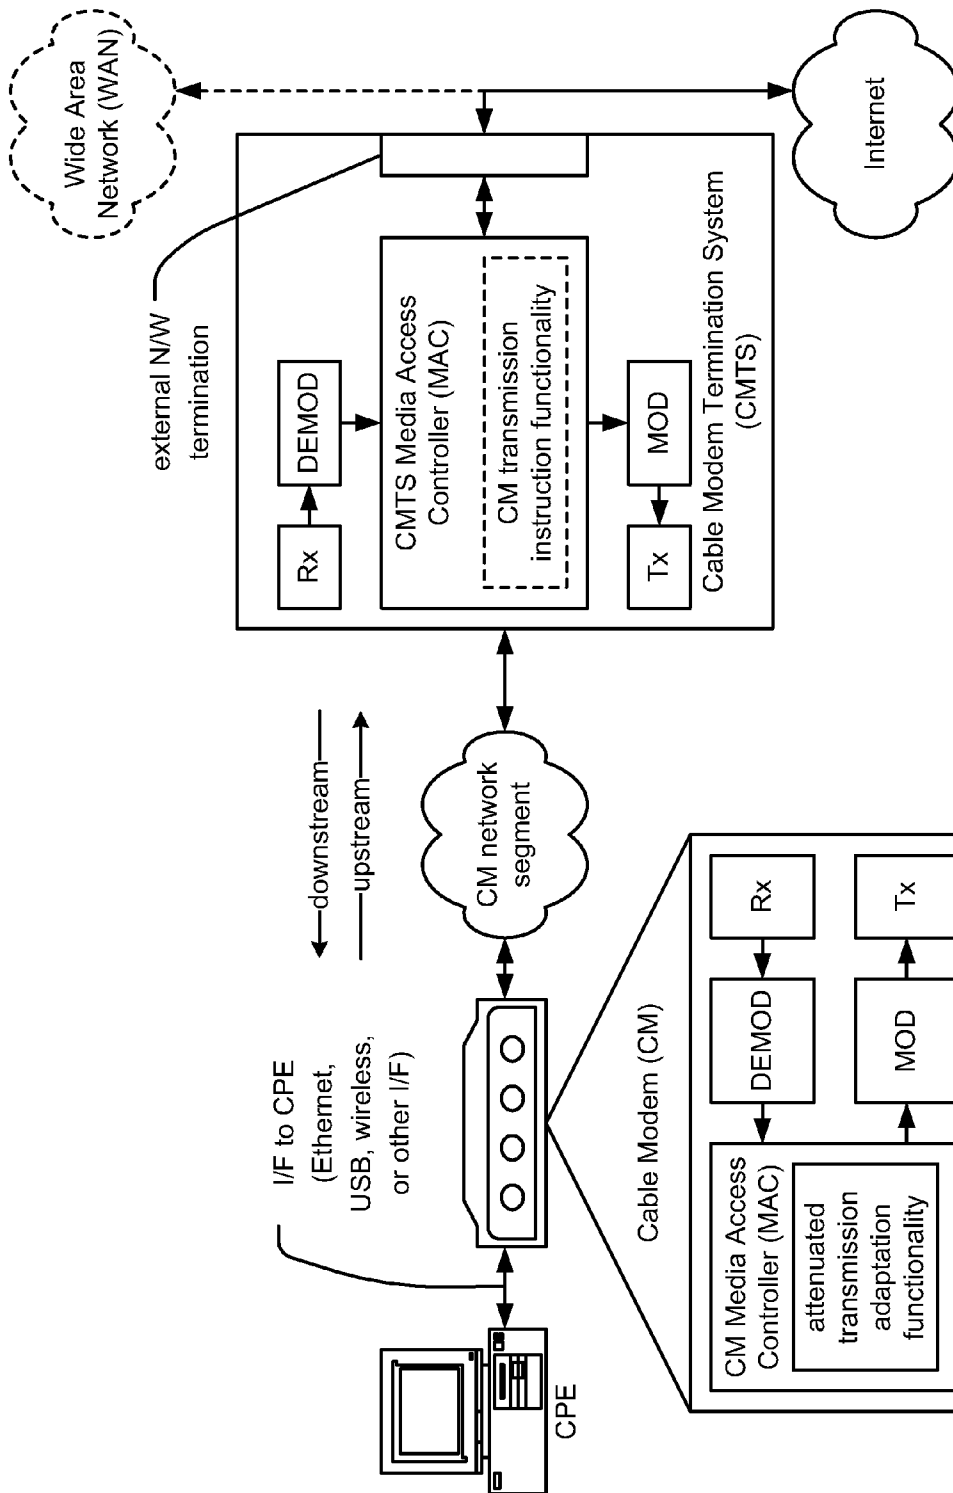 I/F to CPE
(Ethernet,
USB, wireless,
or other I/F)
CPE
downstream
upstream
CM network
segment
external N/W
termination
Wide Area
Network (WAN)
Rx
DEMOD
CMTS Media Access
Controller (MAC)
CM transmission
instruction functionality
Tx
MOD
Cable Modem Termination System
(CMTS)
Internet
Cable Modem (CM)
CM Media Access
Controller (MAC)
attenuated
transmission
adaptation
functionality
DEMOD
Rx
MOD
Tx